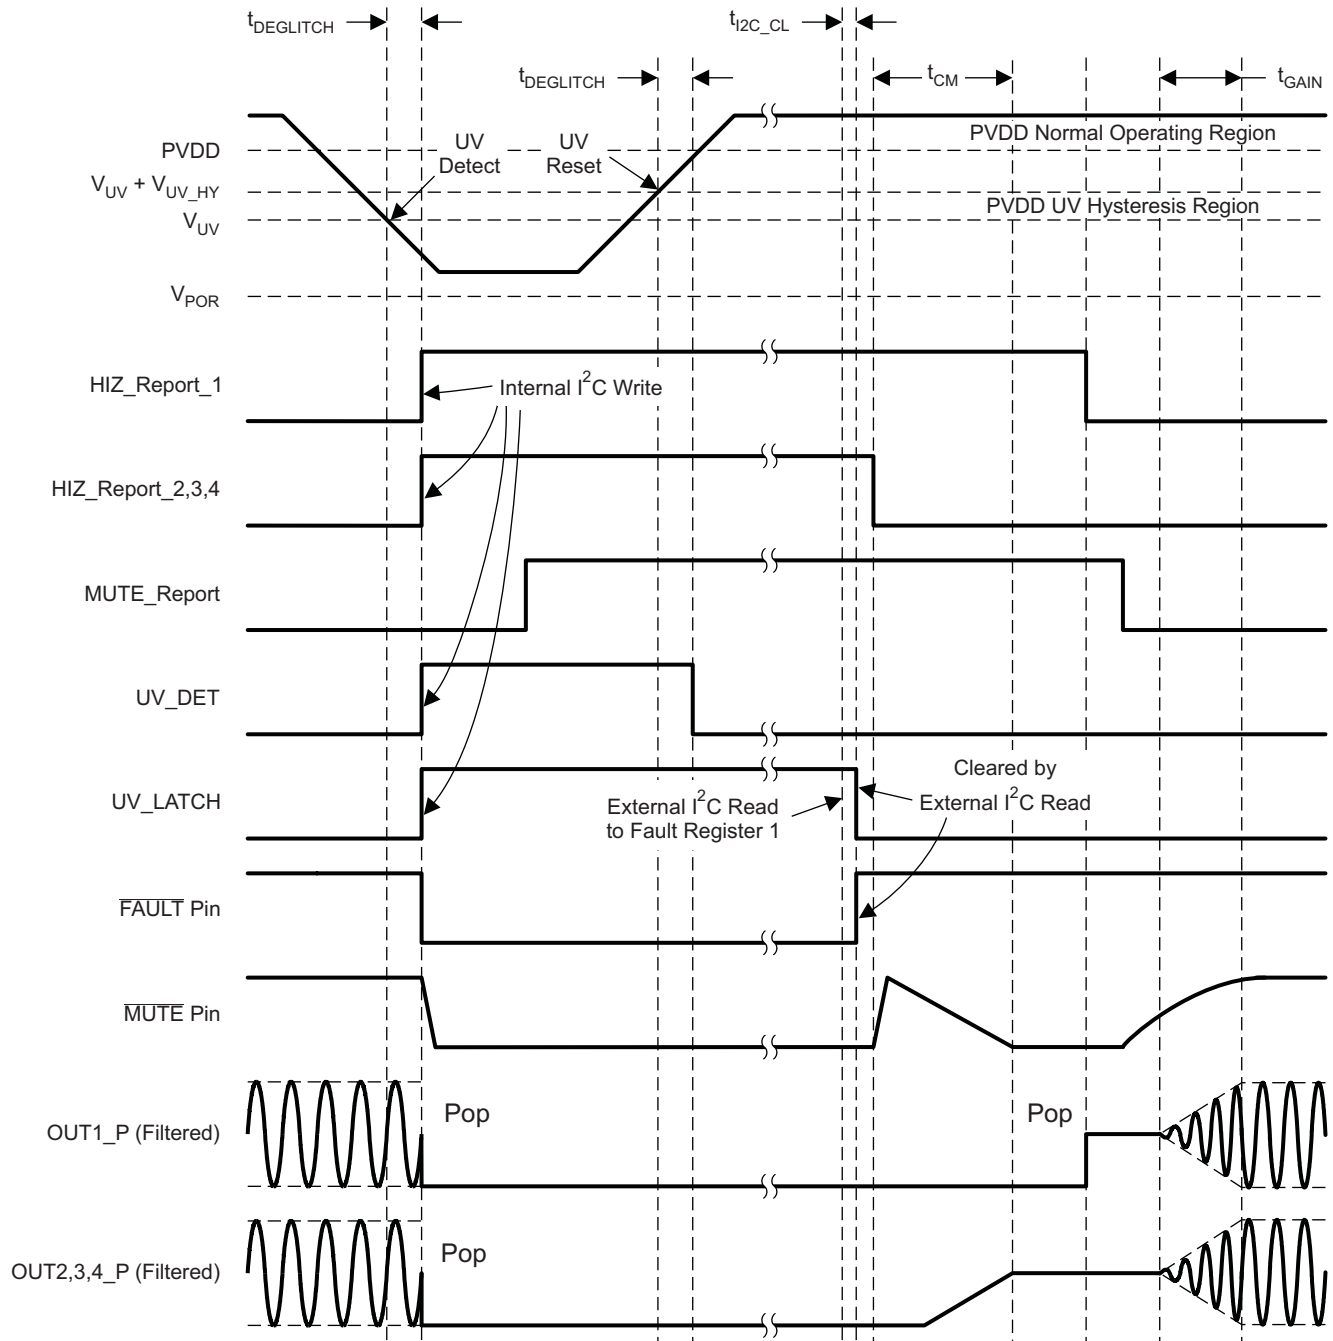 tDEGLITCH
tI2C_CL
tDEGLITCH
tCM
tGAIN
PVDD Normal Operating Region
PVDD
UV
Detect
UV
Reset
VUV + VUV_HY
PVDD UV Hysteresis Region
VUV
VPOR
HIZ_Report_1
Internal I2C Write
HIZ_Report_2,3,4
MUTE_Report
UV_DET
Cleared by
External I2C Read
UV_LATCH
External I2C Read
to Fault Register 1
FAULT Pin
MUTE Pin
Pop
Pop
OUT1_P (Filtered)
Pop
OUT2,3,4_P (Filtered)